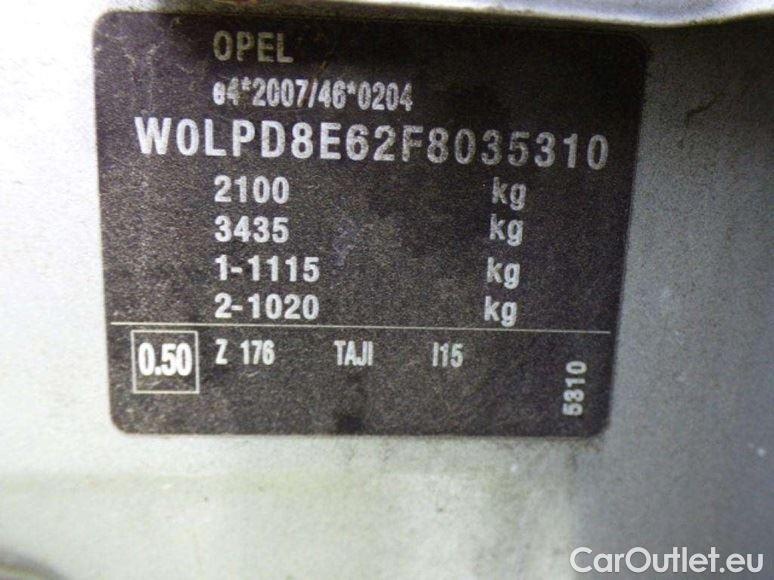 OPEL
e4*2007/46*0204
W0LPD8E62F8035310
2100 kg
3435 kg
1-1115 kg
2-1020 kg
0.50 Z 176 TAJI I15
5310
CarOutlet.eu